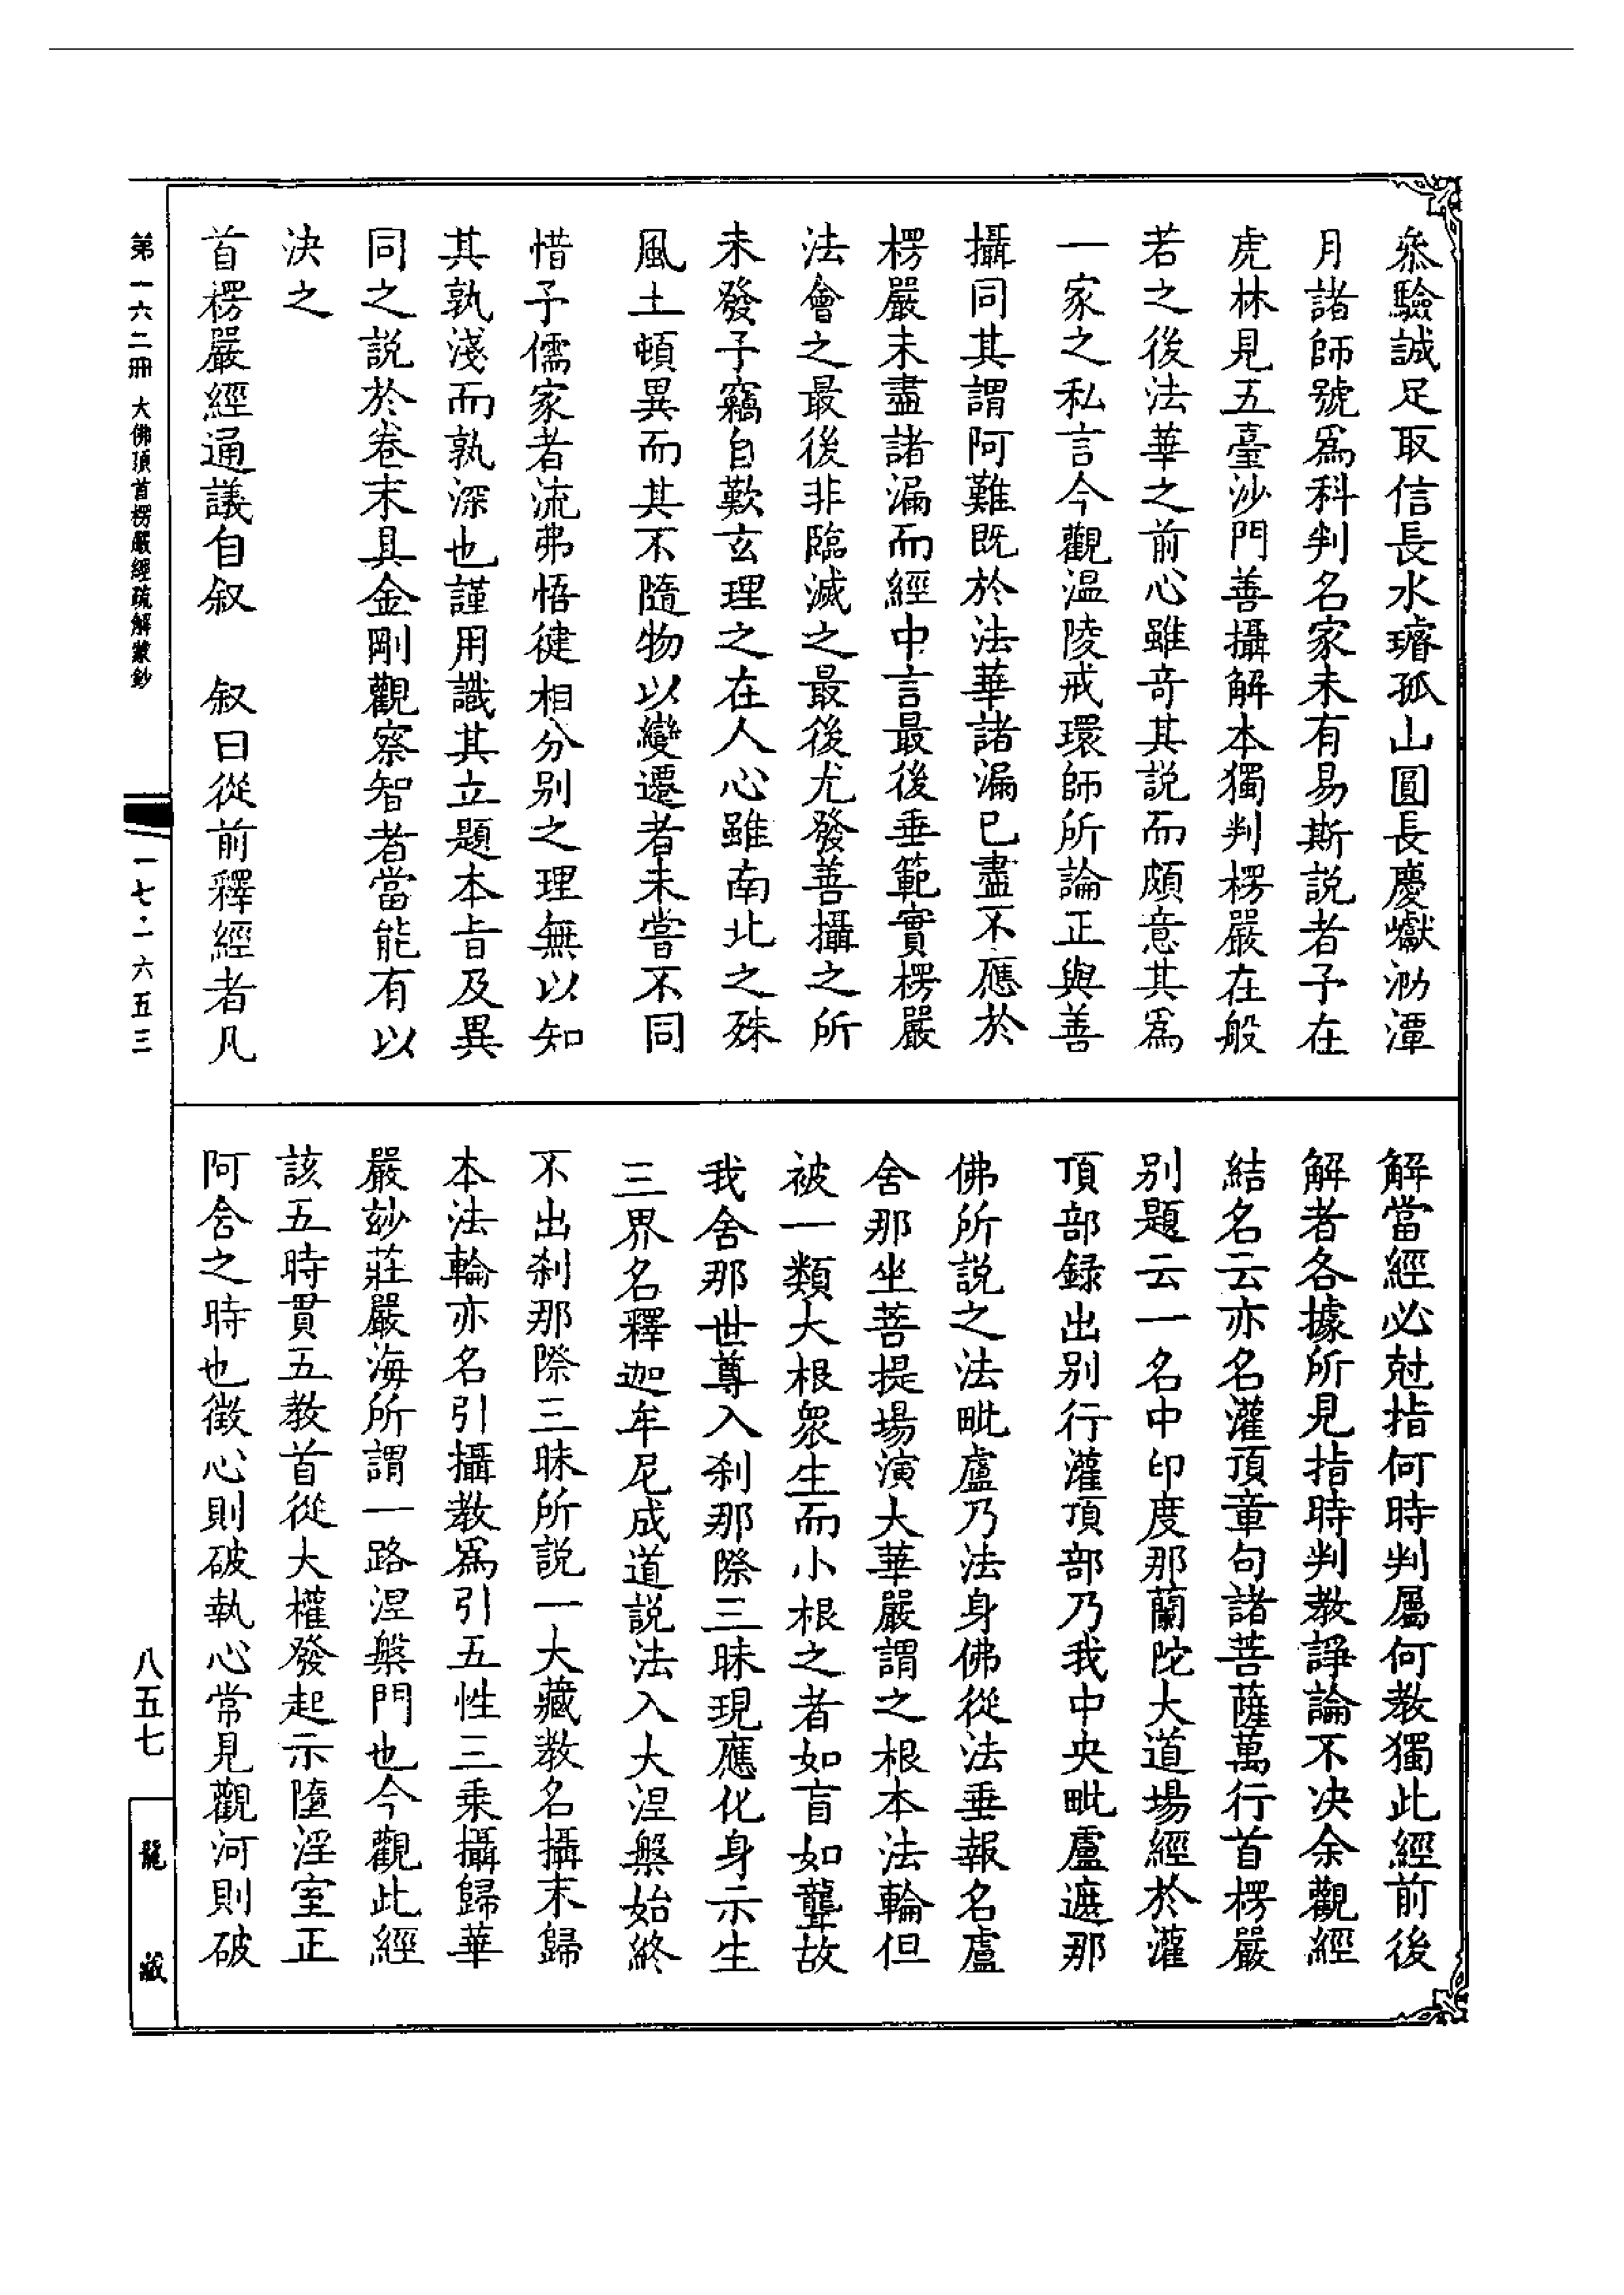 叅驗誠足取信長水璿孤山圓長慶巘泐潭
月諸師號爲科判名家未有易斯説者予在
虎林見五臺沙門善攝解本獨判楞嚴在般
若之後法華之前心雖竒其説而頗意其爲
一家之私言今觀温陵戒環師所論正與善
攝同其謂阿難既於法華諸漏已盡不應於
楞嚴未盡諸漏而經中言最後垂範實楞嚴
法會之最後非臨滅之最後尤發善攝之所
未發予竊自歎玄理之在人心雖南北之殊
風土頓異而其不隨物以變遷者未嘗不同
惜予儒家者流弗悟徤相分别之理無以知
其孰淺而孰深也謹用識其立題本旨及異
同之説於卷末具金剛觀察智者當能有以
決之
首楞嚴經通議自叙　叙曰從前釋經者凡
解當經必尅指何時判屬何教獨此經前後
解者各據所見指時判教諍論不决余觀經
結名云亦名灌頂章句諸菩薩萬行首楞嚴
别題云一名中印度那蘭陀大道場經於灌
頂部録出别行灌頂部乃我中央毗盧遮那
佛所説之法毗盧乃法身佛從法垂報名盧
舍那坐菩提場演大華嚴謂之根本法輪但
被一類大根衆生而小根之者如盲如聾故
我舍那世尊入刹那際三昧現應化身示生
三界名釋迦牟尼成道説法入大涅槃始終
不出刹那際三昧所説一大藏教名攝末歸
本法輪亦名引攝教爲引五性三乗攝歸華
嚴玅莊嚴海所謂一路涅槃門也今觀此經
該五時貫五教首從大權發起示墮淫室正
阿含之時也徵心則破執心常見觀河則破
第一六二冊　大佛頂首楞嚴經疏解蒙鈔
一七·二六五三
八五七
龍藏